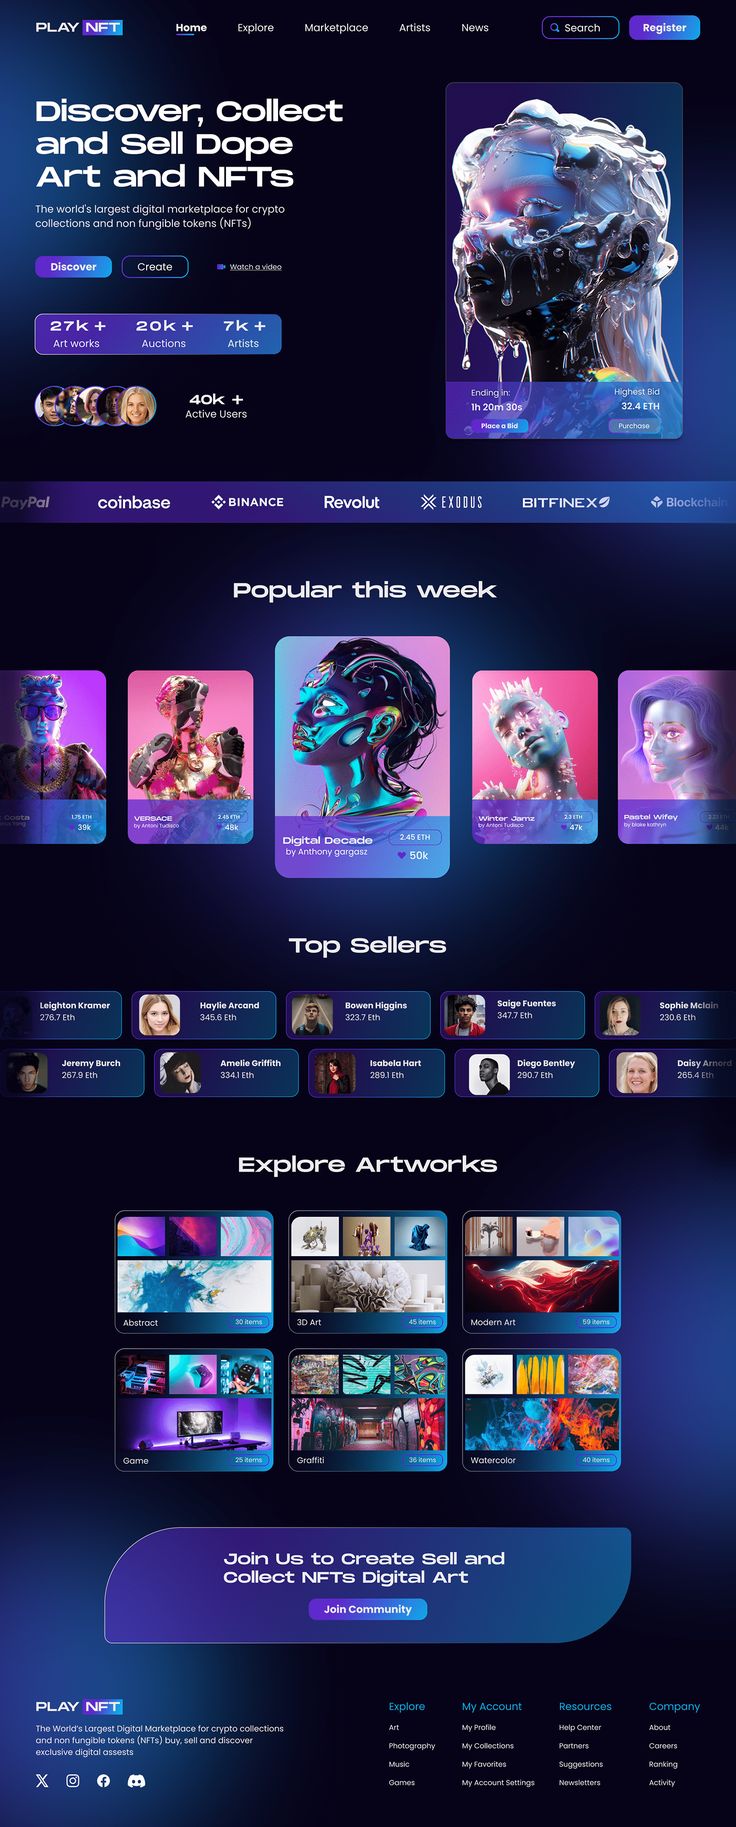 PLAY NFT
Home Explore Marketplace Artists News
Search
Register
Discover, Collect
and Sell Dope
Art and NFTs
The world's largest digital marketplace for crypto
collections and non fungible tokens (NFTs)
Discover Create Watch a video
27k + 20k + 7k +
Art works Auctions Artists
40k +
Active Users
Ending in: Highest Bid
1h 20m 30s 32.4 ETH
Place a Bid Purchase
PayPal coinbase BINANCE Revolut EXODUS BITFINEX Blockchain
Popular this week
Costa 1.75 ETH
39k
VERSACE 2.45 ETH
by Antoni Tudisco 48k
Digital Decade 2.45 ETH
by Anthony gargasz 50k
Winter Jamz 2.3 ETH
by Antoni Tudisco 47k
Pastel Wifey
by blake kathryn 44k
Top Sellers
Leighton Kramer
276.7 Eth
Haylie Arcand
345.6 Eth
Bowen Higgins
323.7 Eth
Saige Fuentes
347.7 Eth
Sophie Mclain
230.6 Eth
Jeremy Burch
267.9 Eth
Amelie Griffith
334.1 Eth
Isabela Hart
289.1 Eth
Diego Bentley
290.7 Eth
Daisy Arnord
265.4 Eth
Explore Artworks
Abstract 30 items
3D Art 45 items
Modern Art 59 items
Game 25 items
Graffiti 36 items
Watercolor 40 items
Join Us to Create Sell and
Collect NFTs Digital Art
Join Community
PLAY NFT
The World's Largest Digital Marketplace for crypto collections
and non fungible tokens (NFTs) buy, sell and discover
exclusive digital assests
Explore
Art
Photography
Music
Games
My Account
My Profile
My Collections
My Favorites
My Account Settings
Resources
Help Center
Partners
Suggestions
Newsletters
Company
About
Careers
Ranking
Activity